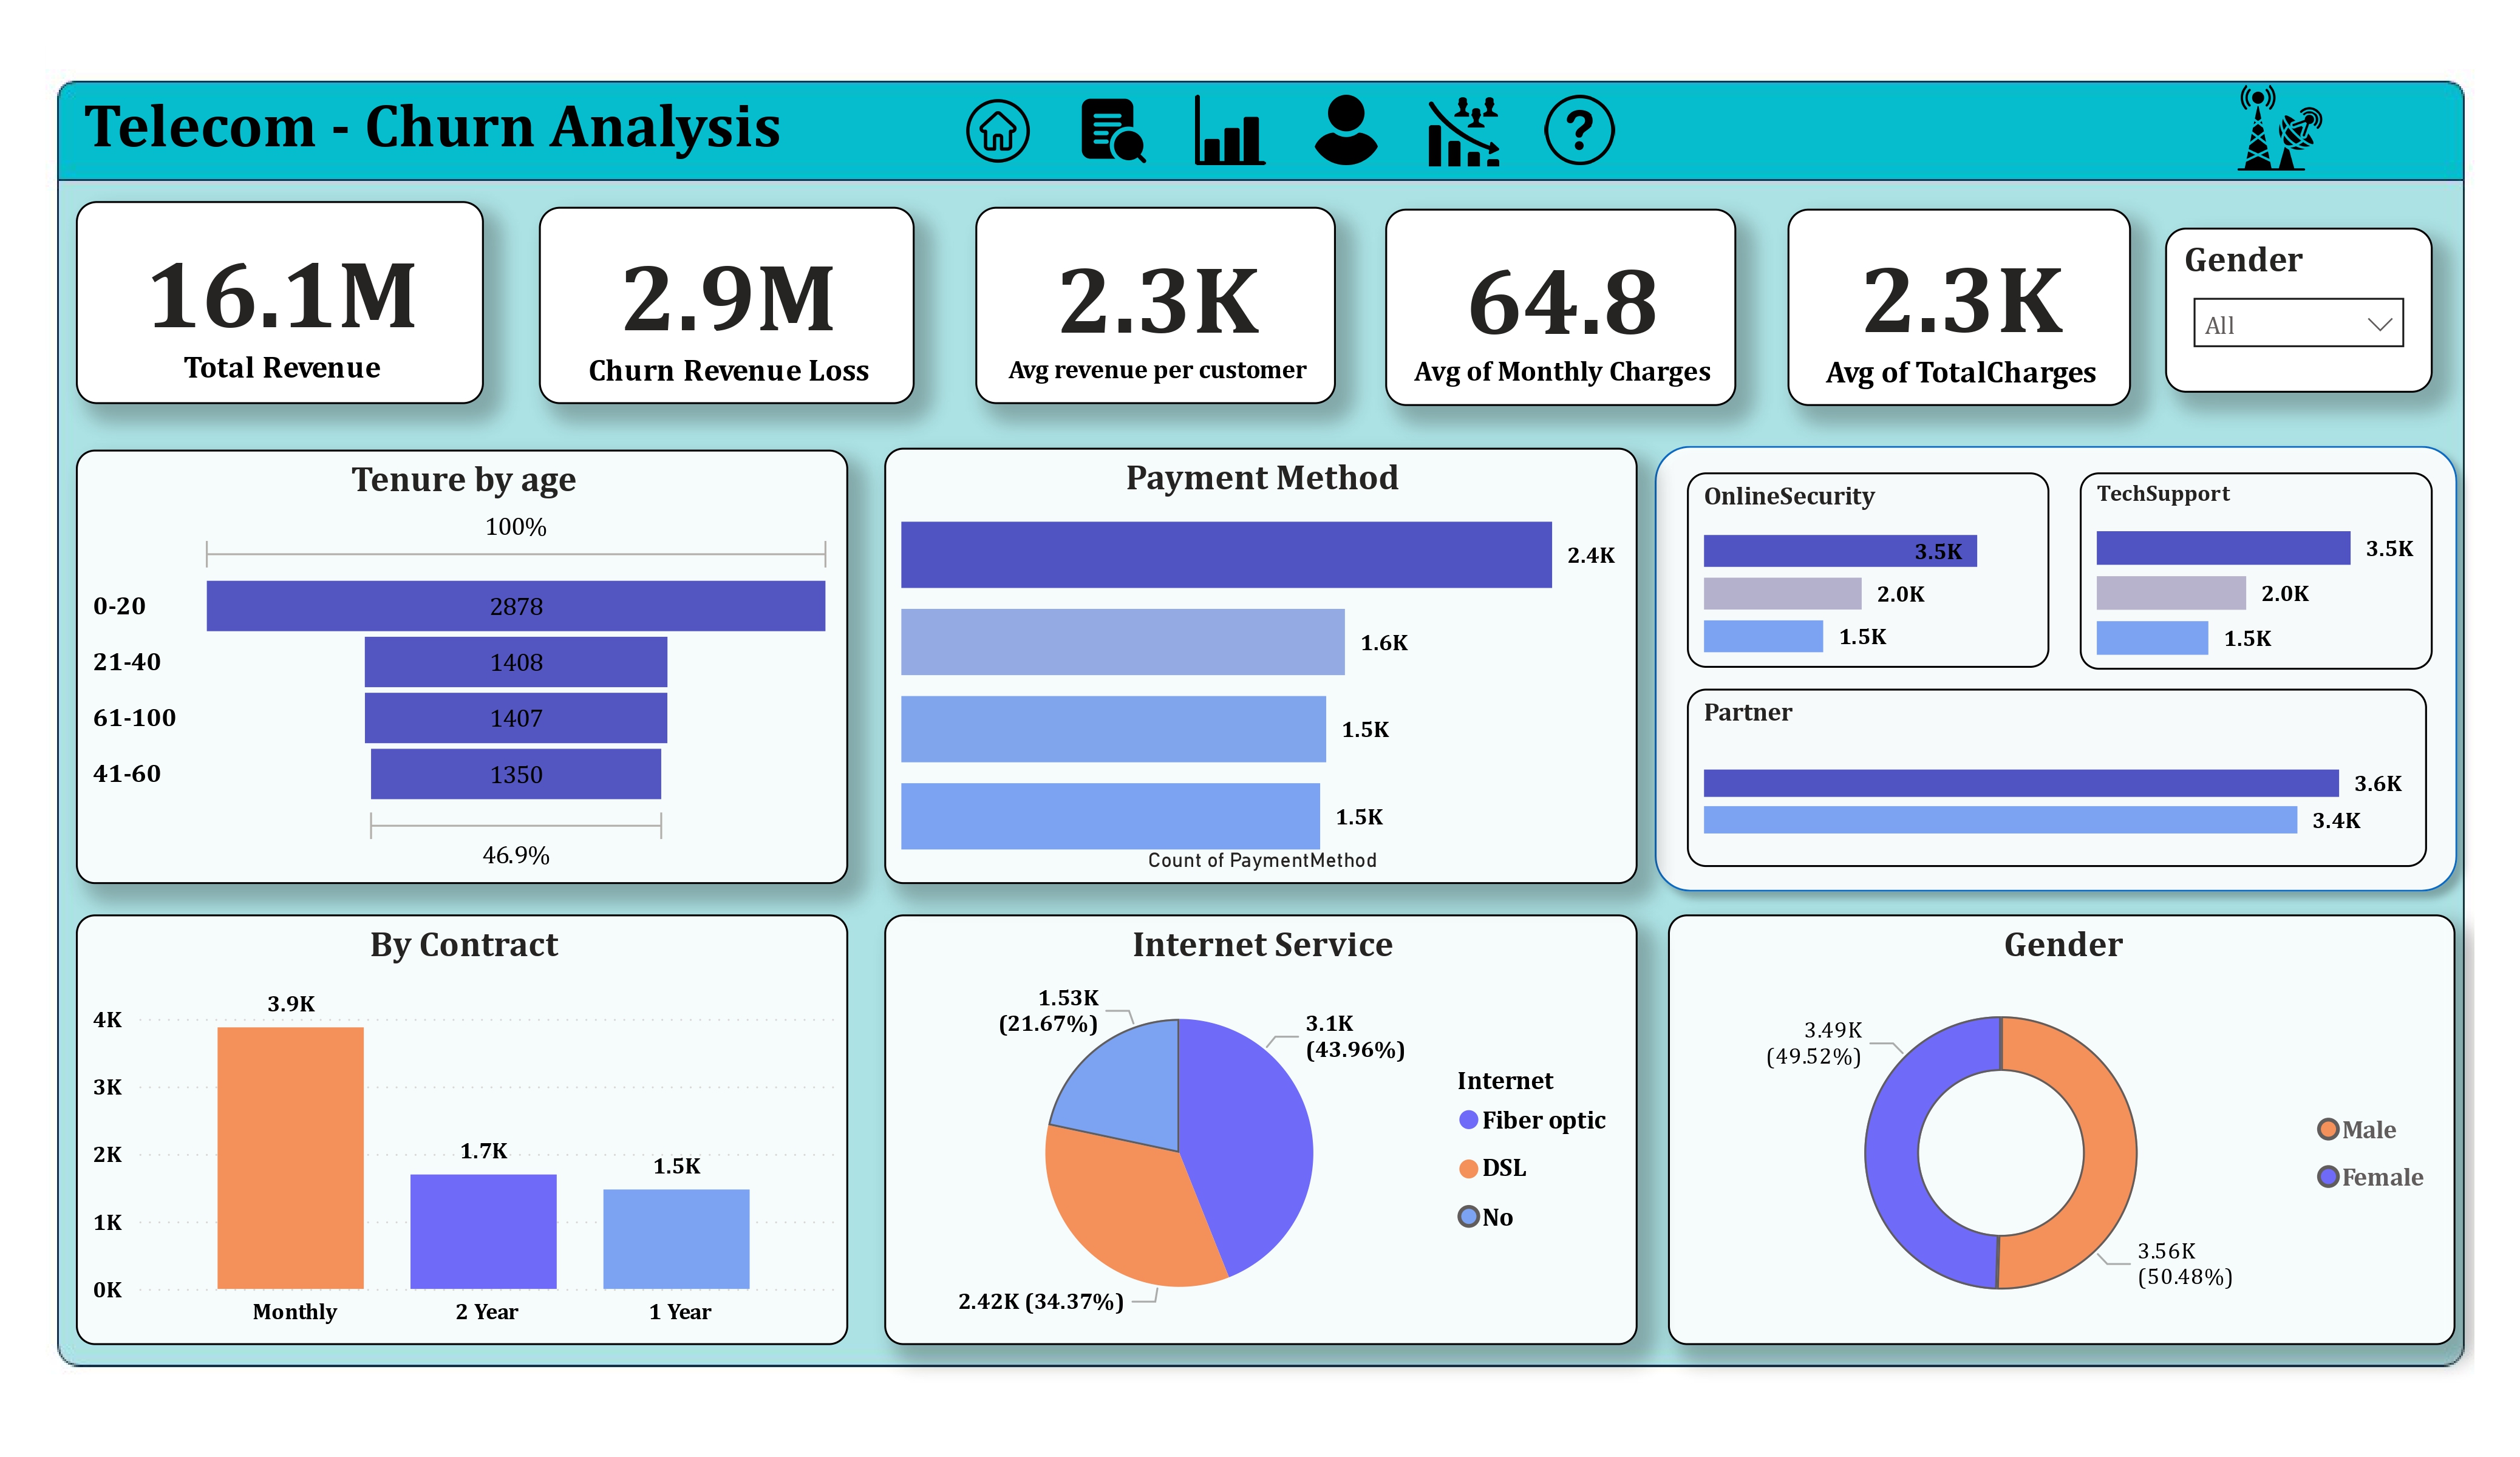 Telecom - Churn Analysis
16.1M
Total Revenue
2.9M
Churn Revenue Loss
2.3K
Avg revenue per customer
64.8
Avg of Monthly Charges
2.3K
Avg of TotalCharges
Gender
All
Tenure by age
100%
0-20
2878
21-40
1408
61-100
1407
41-60
1350
46.9%
Payment Method
2.4K
1.6K
1.5K
1.5K
Count of PaymentMethod
OnlineSecurity
3.5K
2.0K
1.5K
TechSupport
3.5K
2.0K
1.5K
Partner
3.6K
3.4K
By Contract
4K
3K
2K
1K
0K
3.9K
1.7K
1.5K
Monthly
2 Year
1 Year
Internet Service
1.53K
(21.67%)
3.1K
(43.96%)
2.42K (34.37%)
Internet
Fiber optic
DSL
No
Gender
3.49K
(49.52%)
3.56K
(50.48%)
Male
Female